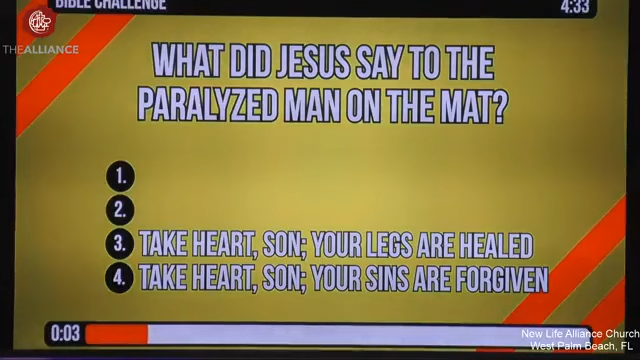 BIBLE CHALLENGE
4:33
THE ALLIANCE
WHAT DID JESUS SAY TO THE
PARALYZED MAN ON THE MAT?
1.
2.
3. TAKE HEART, SON; YOUR LEGS ARE HEALED
4. TAKE HEART, SON; YOUR SINS ARE FORGIVEN
0:03
New Life Alliance Church
West Palm Beach, FL